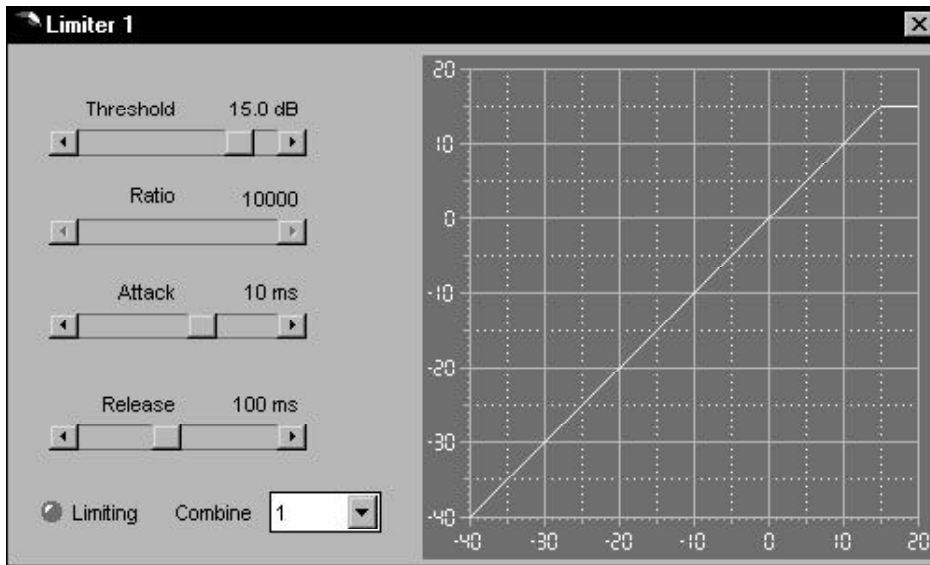 Limiter 1
Threshold 15.0 dB
Ratio 10000
Attack 10 ms
Release 100 ms
Limiting Combine 1
20
10
0
-10
-20
-30
-40
-40 -30 -20 -10 0 10 20